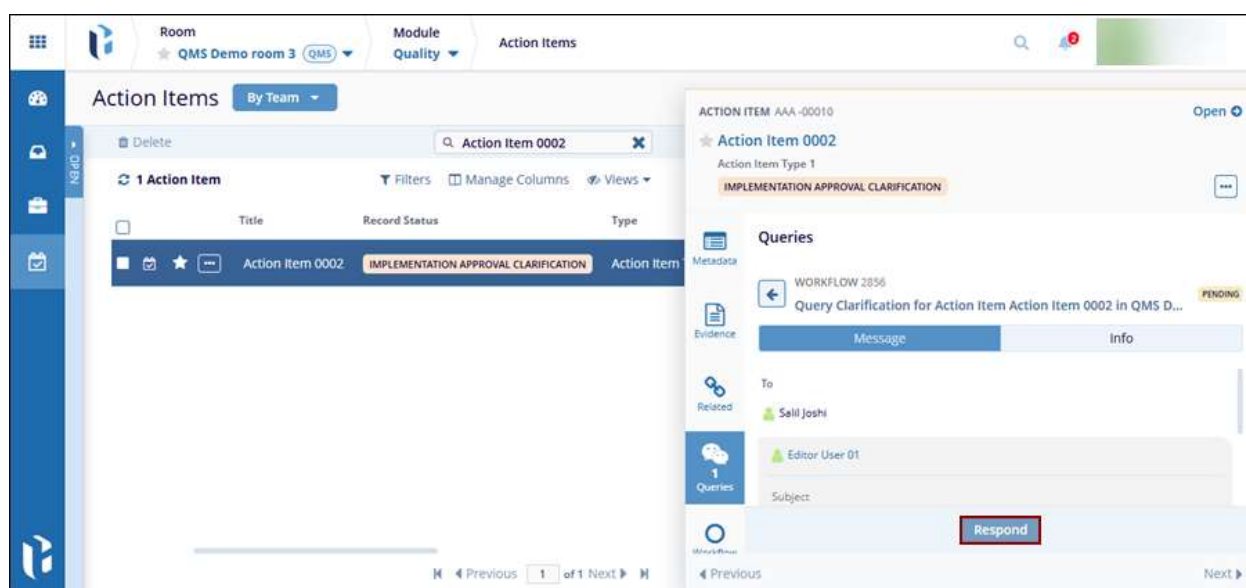 Room
QMS Demo room 3 QMS
Module
Quality
Action Items
2
Action Items
By Team
OPEN
Delete
Action Item 0002
1 Action Item
Filters
Manage Columns
Views
Title
Record Status
Type
Action Item 0002
IMPLEMENTATION APPROVAL CLARIFICATION
Action Item
Previous 1 of 1 Next
ACTION ITEM AAA -00010
Open
Action Item 0002
Action Item Type 1
IMPLEMENTATION APPROVAL CLARIFICATION
Metadata
Evidence
Related
1
Queries
Workflow
Queries
WORKFLOW 2856
Query Clarification for Action Item Action Item 0002 in QMS D...
PENDING
Message
Info
To
Salil Joshi
Editor User 01
Subject
Respond
Previous
Next